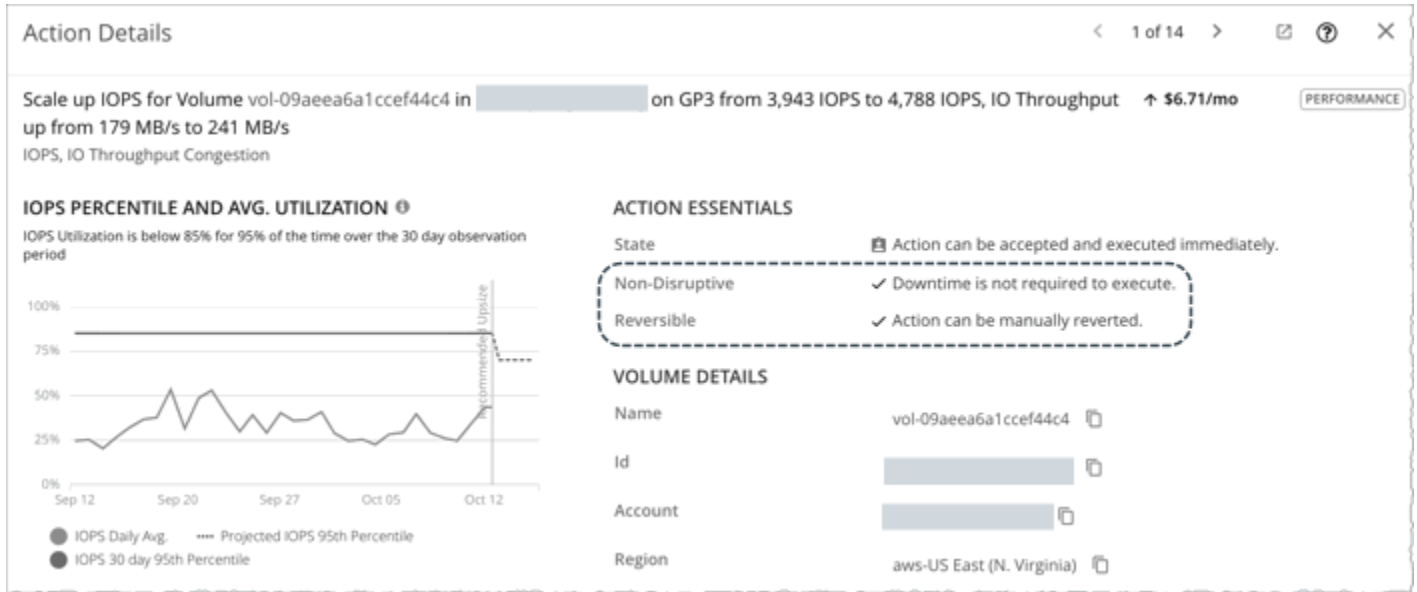 Action Details
1 of 14
Scale up IOPS for Volume vol-09aeea6a1ccef44c4 in on GP3 from 3,943 IOPS to 4,788 IOPS, IO Throughput ↑ $6.71/mo PERFORMANCE
up from 179 MB/s to 241 MB/s
IOPS, IO Throughput Congestion
IOPS PERCENTILE AND AVG. UTILIZATION
IOPS Utilization is below 85% for 95% of the time over the 30 day observation
period
100%
75%
50%
25%
0%
Recommended Upsize
Sep 12 Sep 20 Sep 27 Oct 05 Oct 12
IOPS Daily Avg. Projected IOPS 95th Percentile
IOPS 30 day 95th Percentile
ACTION ESSENTIALS
State Action can be accepted and executed immediately.
Non-Disruptive ✓ Downtime is not required to execute.
Reversible ✓ Action can be manually reverted.
VOLUME DETAILS
Name vol-09aeea6a1ccef44c4
Id
Account
Region aws-US East (N. Virginia)